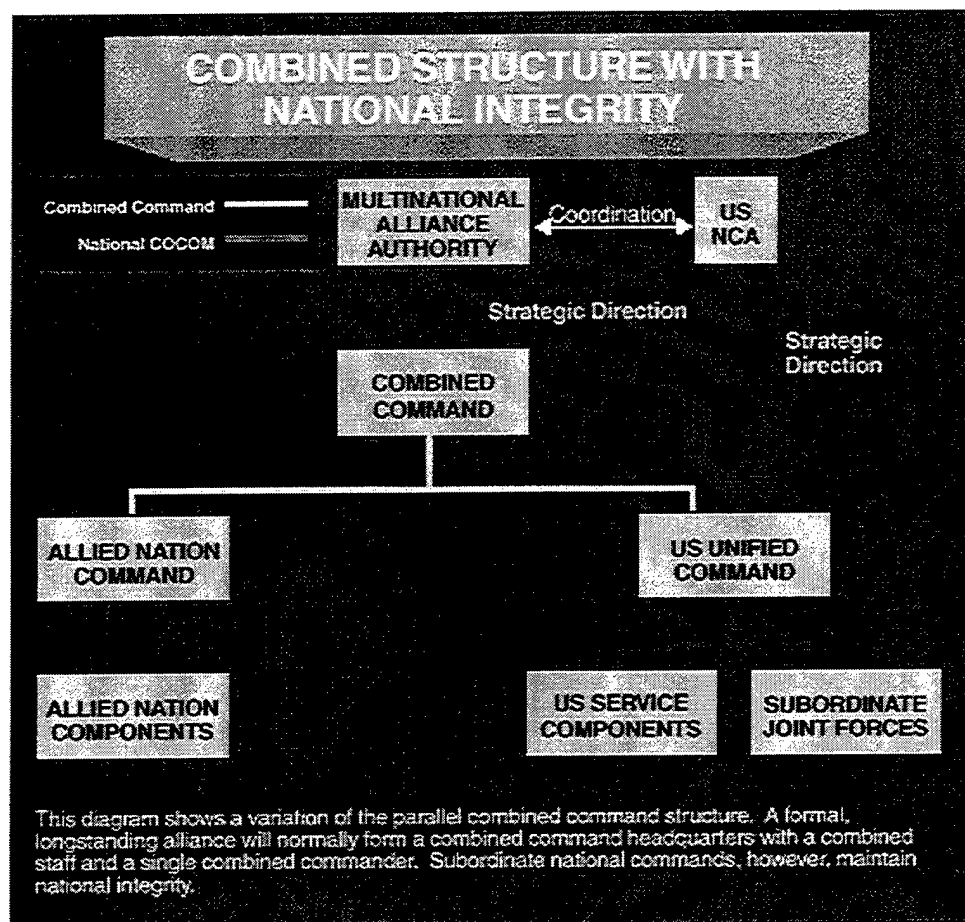 COMBINED STRUCTURE WITH
NATIONAL INTEGRITY
Combined Command
National COCOM
MULTINATIONAL
ALLIANCE
AUTHORITY
Coordination
US
NCA
Strategic Direction
Strategic
Direction
COMBINED
COMMAND
ALLIED NATION
COMMAND
US UNIFIED
COMMAND
ALLIED NATION
COMPONENTS
US SERVICE
COMPONENTS
SUBORDINATE
JOINT FORCES
This diagram shows a variation of the parallel combined command structure. A formal,
longstanding alliance will normally form a combined command headquarters with a combined
staff and a single combined commander. Subordinate national commands, however, maintain
national integrity.